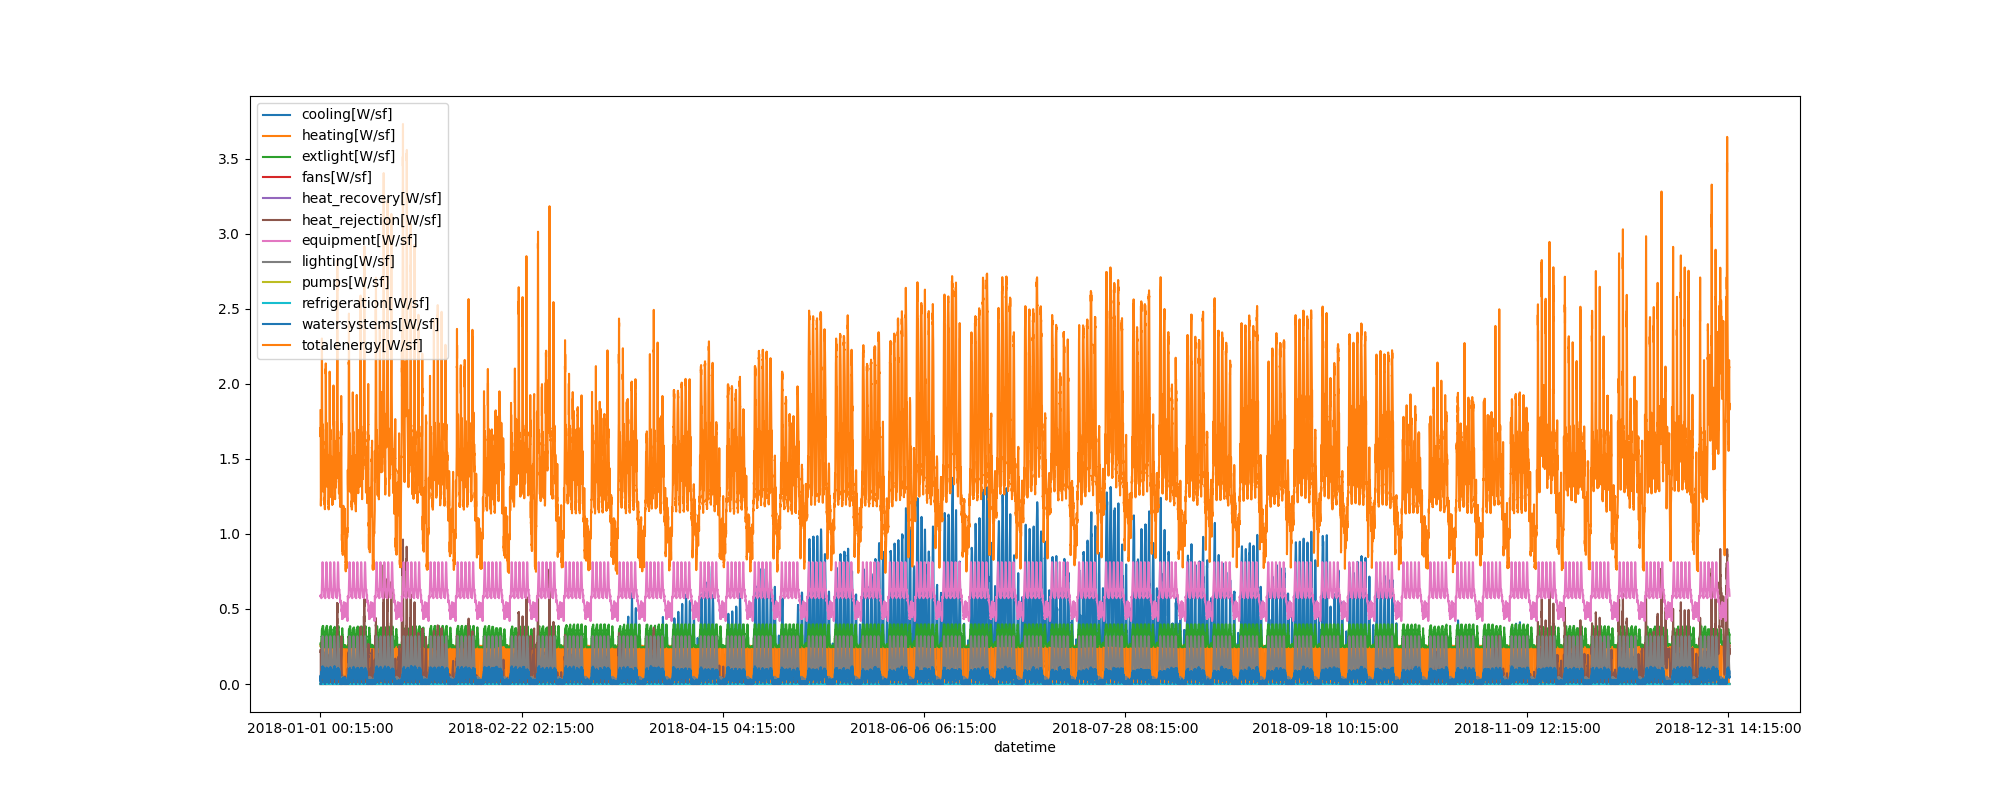 cooling[W/sf]
heating[W/sf]
extlight[W/sf]
fans[W/sf]
heat_recovery[W/sf]
heat_rejection[W/sf]
equipment[W/sf]
lighting[W/sf]
pumps[W/sf]
refrigeration[W/sf]
watersystems[W/sf]
totalenergy[W/sf]
3.5
3.0
2.5
2.0
1.5
1.0
0.5
0.0
2018-01-01 00:15:00 2018-02-22 02:15:00 2018-04-15 04:15:00 2018-06-06 06:15:00 2018-07-28 08:15:00 2018-09-18 10:15:00 2018-11-09 12:15:00 2018-12-31 14:15:00
datetime